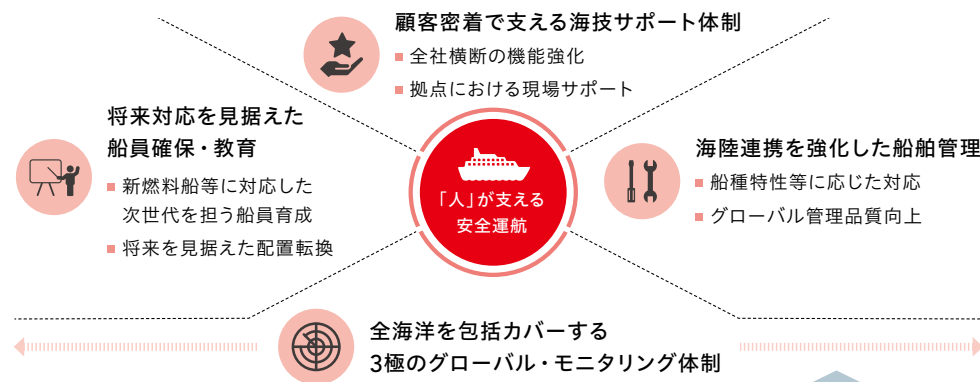 顧客密着で支える海技サポート体制
■ 全社横断の機能強化
■ 拠点における現場サポート
将来対応を見据えた
船員確保・教育
■ 新燃料船等に対応した
次世代を担う船員育成
■ 将来を見据えた配置転換
「人」が支える
安全運航
海陸連携を強化した船舶管理
■ 船種特性等に応じた対応
■ グローバル管理品質向上
全海洋を包括カバーする
3極のグローバル・モニタリング体制